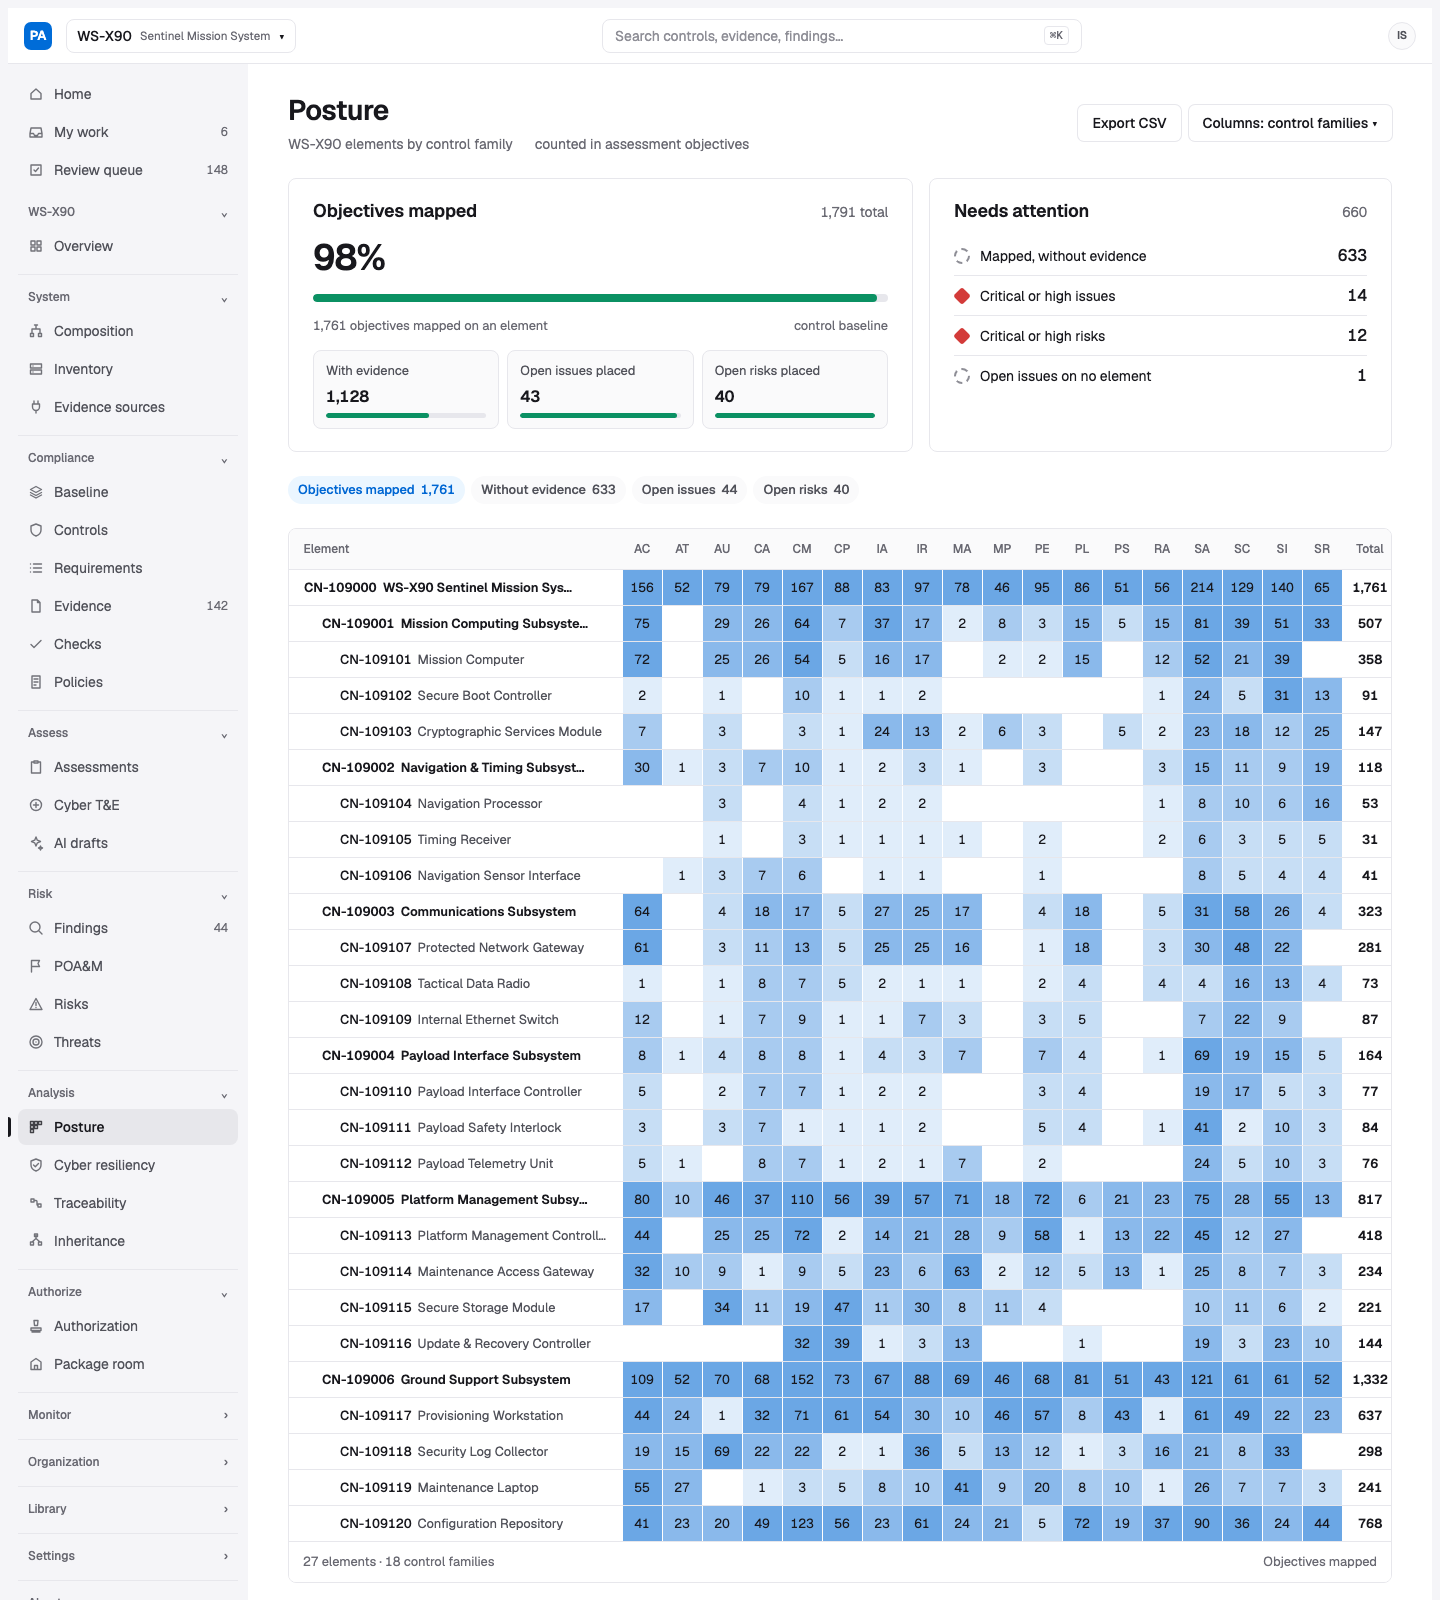 PA WS-X90 Sentinel Mission System ▾ Search controls, evidence, findings… ⌘K IS
Home
My work 6
Review queue 148
WS-X90
Overview
System
Composition
Inventory
Evidence sources
Compliance
Baseline
Controls
Requirements
Evidence 142
Checks
Policies
Assess
Assessments
Cyber T&E
AI drafts
Risk
Findings 44
POA&M
Risks
Threats
Analysis
Posture
Cyber resiliency
Traceability
Inheritance
Authorize
Authorization
Package room
Monitor
Organization
Library
Settings
Posture
WS-X90 elements by control family counted in assessment objectives
Export CSV Columns: control families ▾
Objectives mapped 1,791 total
98%
1,761 objectives mapped on an element control baseline
With evidence
1,128
Open issues placed
43
Open risks placed
40
Needs attention 660
Mapped, without evidence 633
Critical or high issues 14
Critical or high risks 12
Open issues on no element 1
Objectives mapped 1,761 Without evidence 633 Open issues 44 Open risks 40
Element AC AT AU CA CM CP IA IR MA MP PE PL PS RA SA SC SI SR Total
CN-109000 WS-X90 Sentinel Mission Sys… 156 52 79 79 167 88 83 97 78 46 95 86 51 56 214 129 140 65 1,761
CN-109001 Mission Computing Subsyste… 75 29 26 64 7 37 17 2 8 3 15 5 15 81 39 51 33 507
CN-109101 Mission Computer 72 25 26 54 5 16 17 2 2 15 12 52 21 39 358
CN-109102 Secure Boot Controller 2 1 10 1 1 2 1 24 5 31 13 91
CN-109103 Cryptographic Services Module 7 3 3 1 24 13 2 6 3 5 2 23 18 12 25 147
CN-109002 Navigation & Timing Subsyst… 30 1 3 7 10 1 2 3 1 3 3 15 11 9 19 118
CN-109104 Navigation Processor 3 4 1 2 2 1 8 10 6 16 53
CN-109105 Timing Receiver 1 3 1 1 1 1 2 2 6 3 5 5 31
CN-109106 Navigation Sensor Interface 1 3 7 6 1 1 1 8 5 4 4 41
CN-109003 Communications Subsystem 64 4 18 17 5 27 25 17 4 18 5 31 58 26 4 323
CN-109107 Protected Network Gateway 61 3 11 13 5 25 25 16 1 18 3 30 48 22 281
CN-109108 Tactical Data Radio 1 1 8 7 5 2 1 1 2 4 4 4 16 13 4 73
CN-109109 Internal Ethernet Switch 12 1 7 9 1 1 7 3 3 5 7 22 9 87
CN-109004 Payload Interface Subsystem 8 1 4 8 8 1 4 3 7 7 4 1 69 19 15 5 164
CN-109110 Payload Interface Controller 5 2 7 7 1 2 2 3 4 19 17 5 3 77
CN-109111 Payload Safety Interlock 3 3 7 1 1 1 2 5 4 1 41 2 10 3 84
CN-109112 Payload Telemetry Unit 5 1 8 7 1 2 1 7 2 24 5 10 3 76
CN-109005 Platform Management Subsy… 80 10 46 37 110 56 39 57 71 18 72 6 21 23 75 28 55 13 817
CN-109113 Platform Management Controll… 44 25 25 72 2 14 21 28 9 58 1 13 22 45 12 27 418
CN-109114 Maintenance Access Gateway 32 10 9 1 9 5 23 6 63 2 12 5 13 1 25 8 7 3 234
CN-109115 Secure Storage Module 17 34 11 19 47 11 30 8 11 4 10 11 6 2 221
CN-109116 Update & Recovery Controller 32 39 1 3 13 1 19 3 23 10 144
CN-109006 Ground Support Subsystem 109 52 70 68 152 73 67 88 69 46 68 81 51 43 121 61 61 52 1,332
CN-109117 Provisioning Workstation 44 24 1 32 71 61 54 30 10 46 57 8 43 1 61 49 22 23 637
CN-109118 Security Log Collector 19 15 69 22 22 2 1 36 5 13 12 1 3 16 21 8 33 298
CN-109119 Maintenance Laptop 55 27 1 3 5 8 10 41 9 20 8 10 1 26 7 7 3 241
CN-109120 Configuration Repository 41 23 20 49 123 56 23 61 24 21 5 72 19 37 90 36 24 44 768
27 elements · 18 control families Objectives mapped